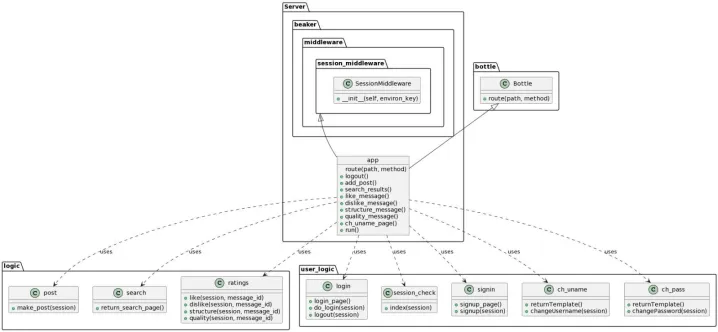 Server
beaker
middleware
session_middleware
C SessionMiddleware
__init__(self, environ_key)
bottle
C Bottle
route(path, method)
app
route(path, method)
logout()
add_post()
search_results()
like_message()
dislike_message()
structure_message()
quality_message()
ch_uname_page()
run()
uses
uses
uses
uses
uses
uses
uses
uses
logic
C post
make_post(session)
C search
return_search_page()
C ratings
like(session, message_id)
dislike(session, message_id)
structure(session, message_id)
quality(session, message_id)
user_logic
C login
login_page()
do_login(session)
logout(session)
C session_check
index(session)
C signin
signup_page()
signup(session)
C ch_uname
returnTemplate()
changeUsername(session)
C ch_pass
returnTemplate()
changePassword(session)